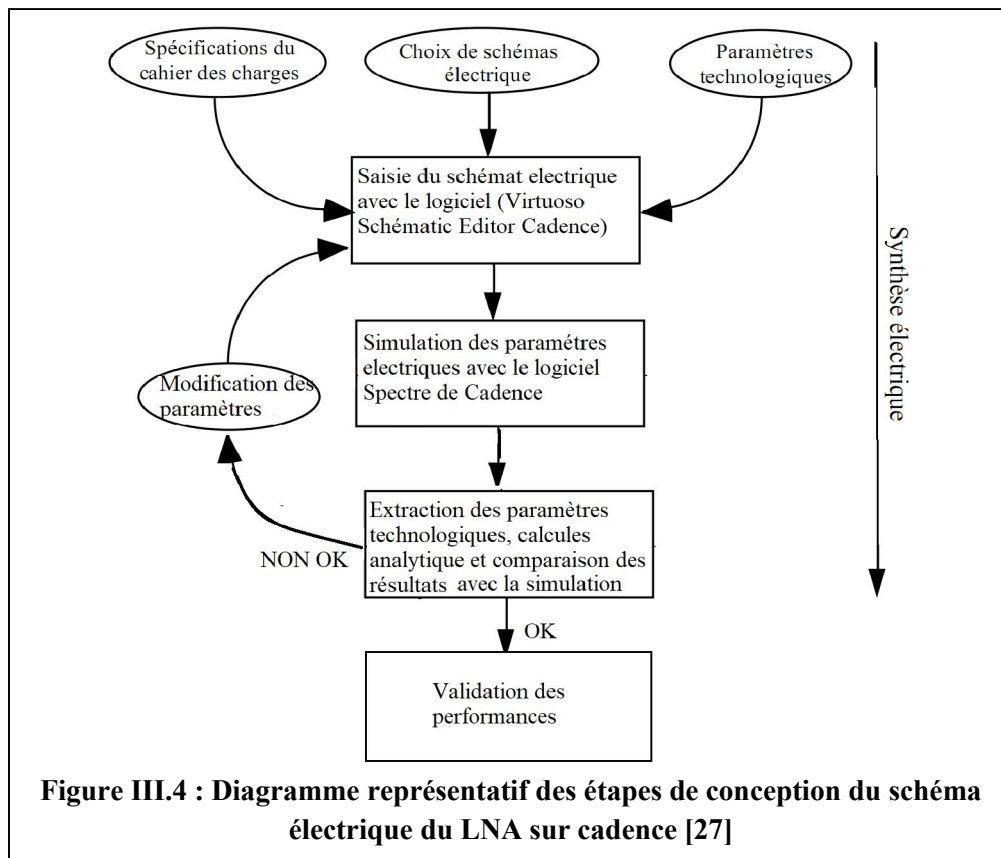 Spécifications du
cahier des charges
Choix de schémas
électrique
Paramètres
technologiques
Saisie du schémat electrique
avec le logiciel (Virtuoso
Schématic Editor Cadence)
Synthèse électrique
Simulation des paramétres
electriques avec le logiciel
Spectre de Cadence
Modification des
paramètres
Extraction des paramètres
technologiques, calcules
analytique et comparaison des
résultats avec la simulation
NON OK
OK
Validation des
performances
Figure III.4 : Diagramme représentatif des étapes de conception du schéma
électrique du LNA sur cadence [27]